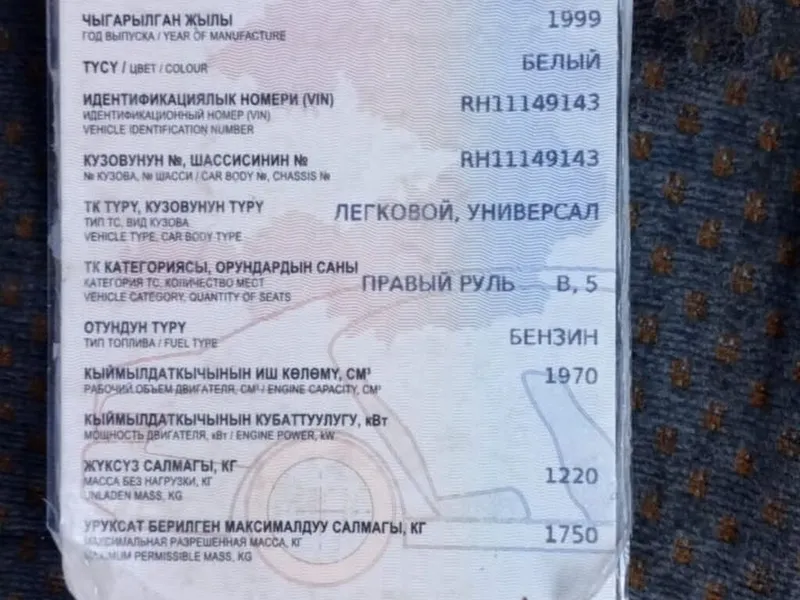 ЧЫГАРЫЛГАН ЖЫЛЫ 1999
ГОД ВЫПУСКА / YEAR OF MANUFACTURE
ТҮСҮ / ЦВЕТ / COLOUR БЕЛЫЙ
ИДЕНТИФИКАЦИЯЛЫК НОМЕРИ (VIN) RH11149143
ИДЕНТИФИКАЦИОННЫЙ НОМЕР (VIN)
VEHICLE IDENTIFICATION NUMBER
КУЗОВУНУН №, ШАССИСИНИН № RH11149143
№ КУЗОВА, № ШАССИ / CAR BODY №, CHASSIS №
ТК ТҮРҮ, КУЗОВУНУН ТҮРҮ ЛЕГКОВОЙ, УНИВЕРСАЛ
ТИП ТС, ВИД КУЗОВА
VEHICLE TYPE, CAR BODY TYPE
ТК КАТЕГОРИЯСЫ, ОРУНДАРДЫН САНЫ ПРАВЫЙ РУЛЬ B, 5
КАТЕГОРИЯ ТС, КОЛИЧЕСТВО МЕСТ
VEHICLE CATEGORY, QUANTITY OF SEATS
ОТУНДУН ТҮРҮ БЕНЗИН
ТИП ТОПЛИВА / FUEL TYPE
КЫЙМЫЛДАТКЫЧЫНЫН ИШ КӨЛӨМҮ, СМ³ 1970
РАБОЧИЙ ОБЪЕМ ДВИГАТЕЛЯ, СМ³ / ENGINE CAPACITY, СМ³
КЫЙМЫЛДАТКЫЧЫНЫН КУБАТТУУЛУГУ, кВт
МОЩНОСТЬ ДВИГАТЕЛЯ, кВт / ENGINE POWER, kW
ЖҮКСҮЗ САЛМАГЫ, КГ 1220
МАССА БЕЗ НАГРУЗКИ, КГ
UNLADEN MASS, KG
УРУКСАТ БЕРИЛГЕН МАКСИМАЛДУУ САЛМАГЫ, КГ 1750
МАКСИМАЛЬНАЯ РАЗРЕШЕННАЯ МАССА, КГ
MAXIMUM PERMISSIBLE MASS, KG